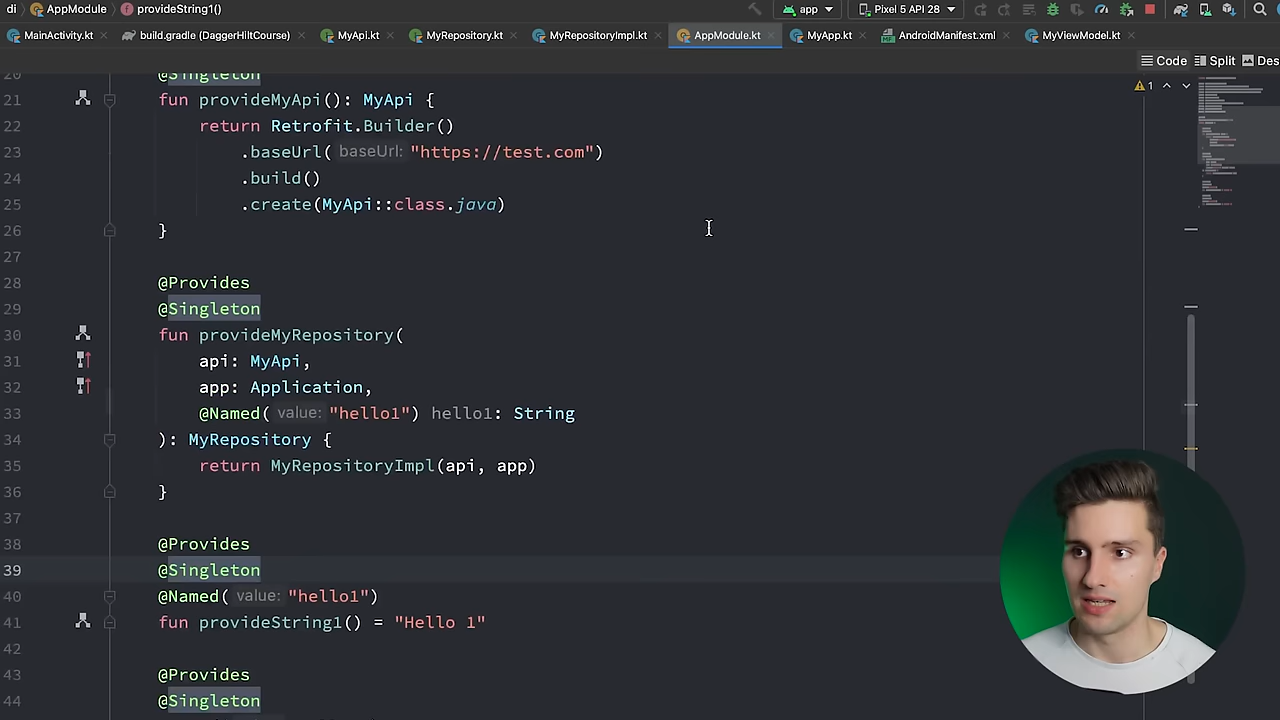 di AppModule provideString1() app Pixel 5 API 28
MainActivity.kt build.gradle (DaggerHiltCourse) MyApi.kt MyRepository.kt MyRepositoryImpl.kt AppModule.kt MyApp.kt AndroidManifest.xml MyViewModel.kt
Code Split Des
20 @Singleton 1
21 fun provideMyApi(): MyApi {
22 return Retrofit.Builder()
23 .baseUrl( baseUrl: "https://test.com")
24 .build()
25 .create(MyApi::class.java)
26 }
27
28 @Provides
29 @Singleton
30 fun provideMyRepository(
31 api: MyApi,
32 app: Application,
33 @Named( value: "hello1") hello1: String
34 ): MyRepository {
35 return MyRepositoryImpl(api, app)
36 }
37
38 @Provides
39 @Singleton
40 @Named( value: "hello1")
41 fun provideString1() = "Hello 1"
42
43 @Provides
44 @Singleton